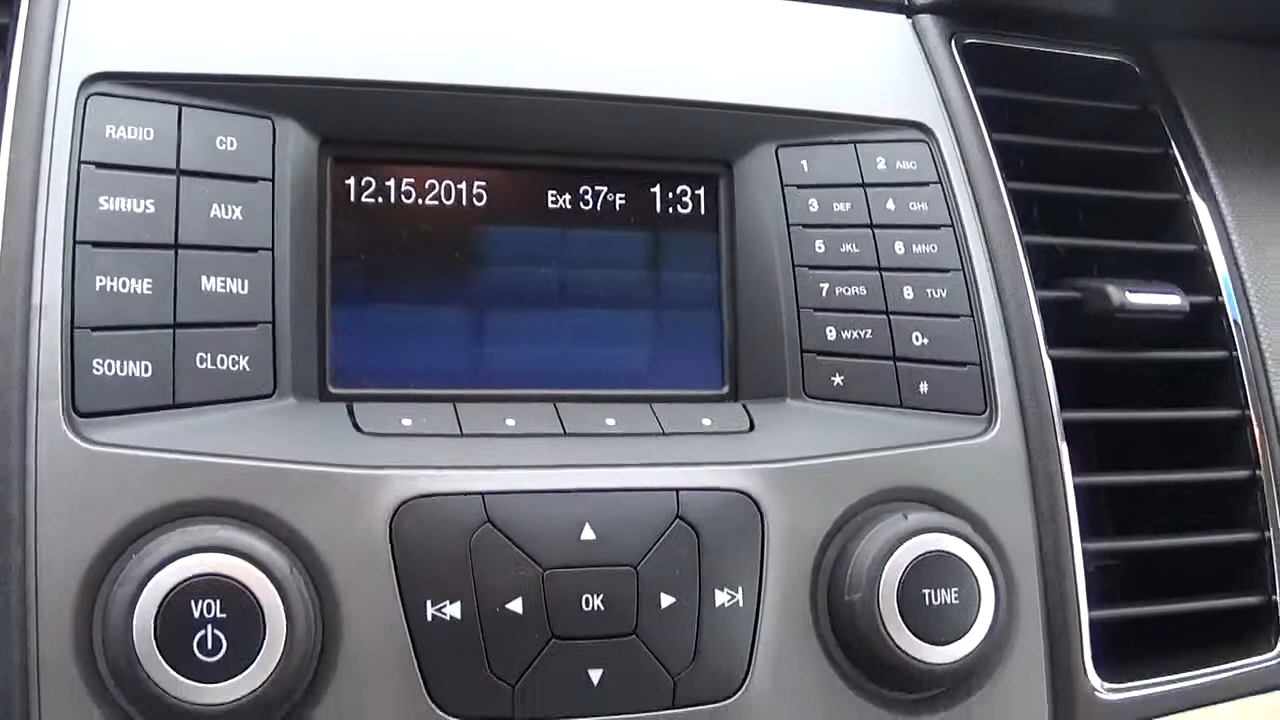 RADIO
CD
SIRIUS
AUX
PHONE
MENU
SOUND
CLOCK
12.15.2015 Ext 37°F 1:31
1
2 ABC
3 DEF
4 GHI
5 JKL
6 MNO
7 PQRS
8 TUV
9 WXYZ
0+
*
#
VOL
OK
TUNE